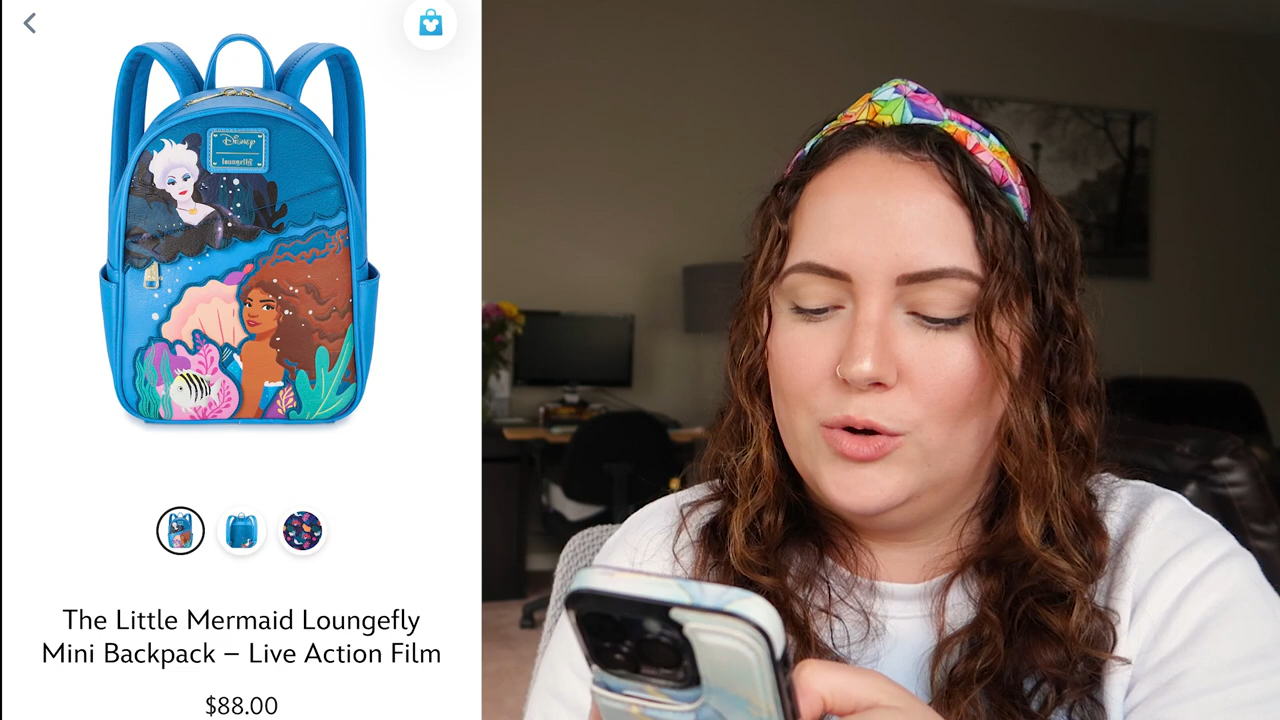 Disney
Loungefly
The Little Mermaid Loungefly
Mini Backpack – Live Action Film
$88.00